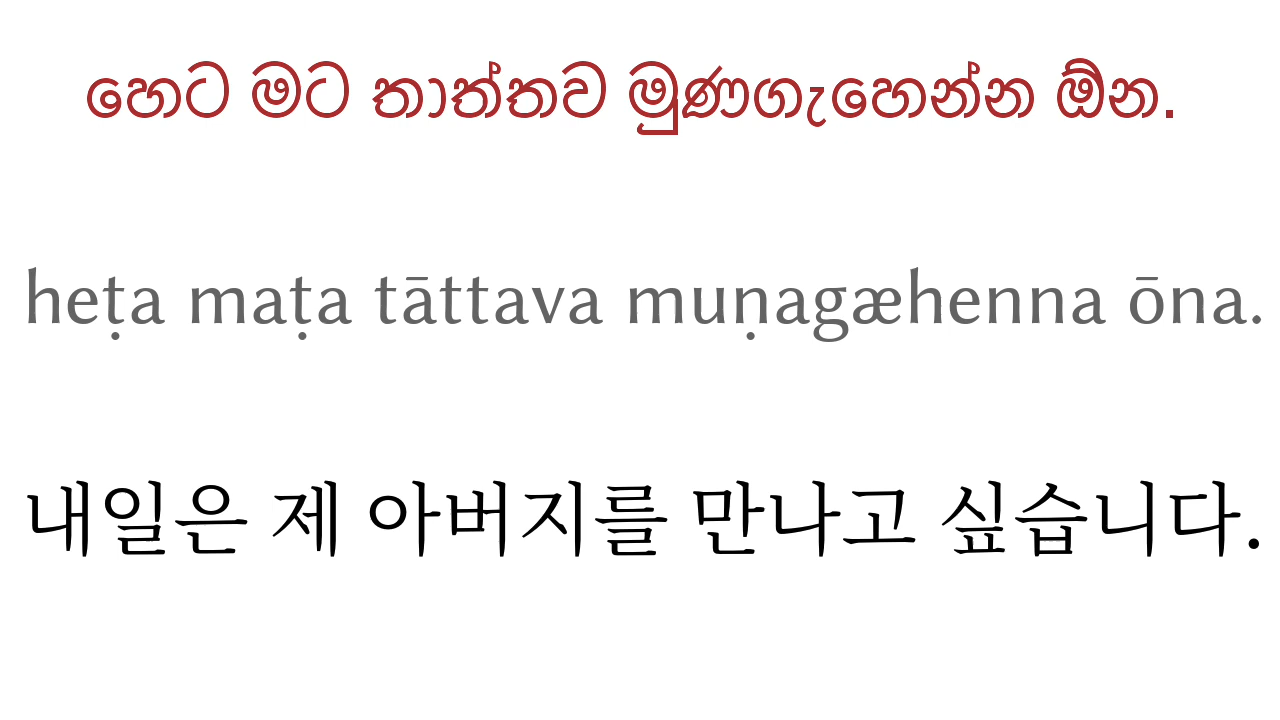 හෙට මට තාත්තව මුණගැහෙන්න ඕන.
heṭa maṭa tāttava muṇagæhenna ōna.
내일은 제 아버지를 만나고 싶습니다.